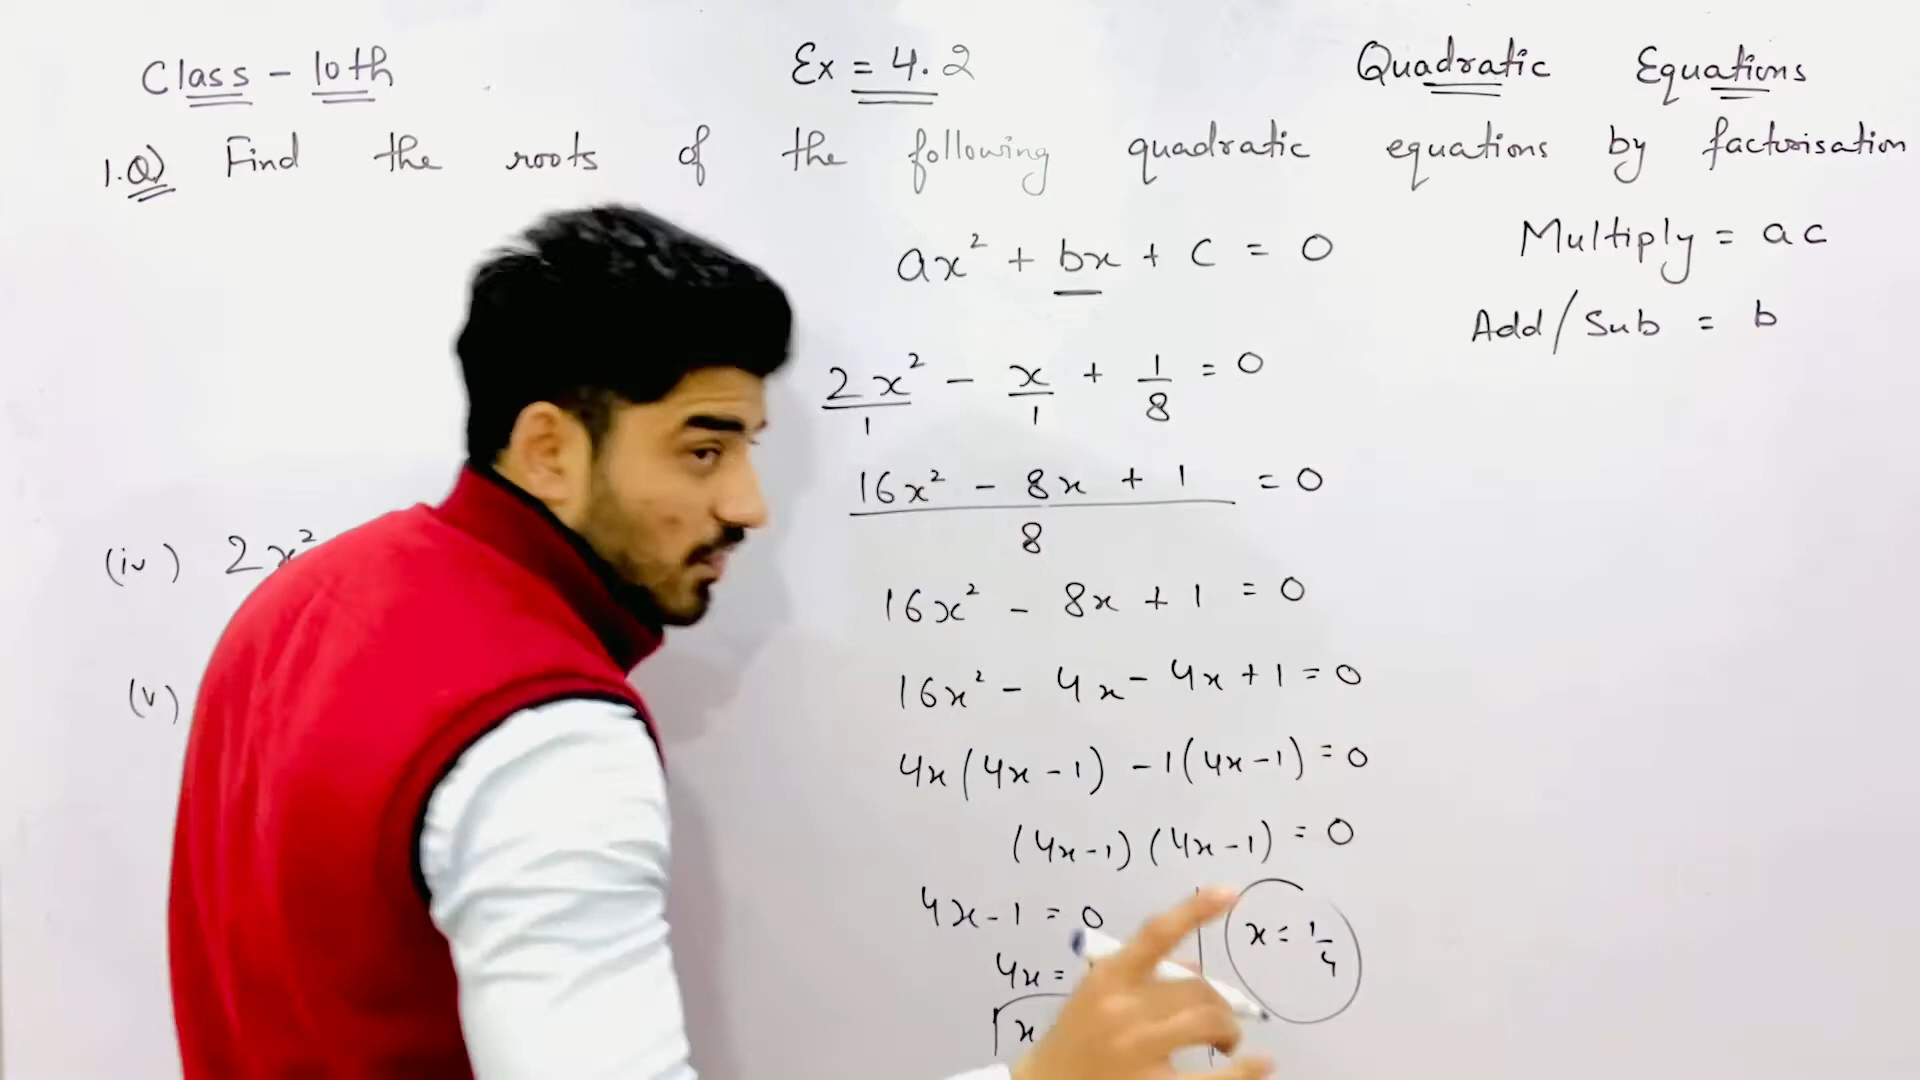 Class - 10th Ex = 4.2 Quadratic Equations
1.Q) Find the roots of the following quadratic equations by factorisation
ax² + bx + c = 0 Multiply = ac
Add/Sub = b
2x²/1 - x/1 + 1/8 = 0
16x² - 8x + 1 / 8 = 0
(iv) 2x²
16x² - 8x + 1 = 0
(v) 16x² - 4x - 4x + 1 = 0
4x(4x-1) -1(4x-1) = 0
(4x-1)(4x-1) = 0
4x-1 = 0 x = 1/4
4x =
x